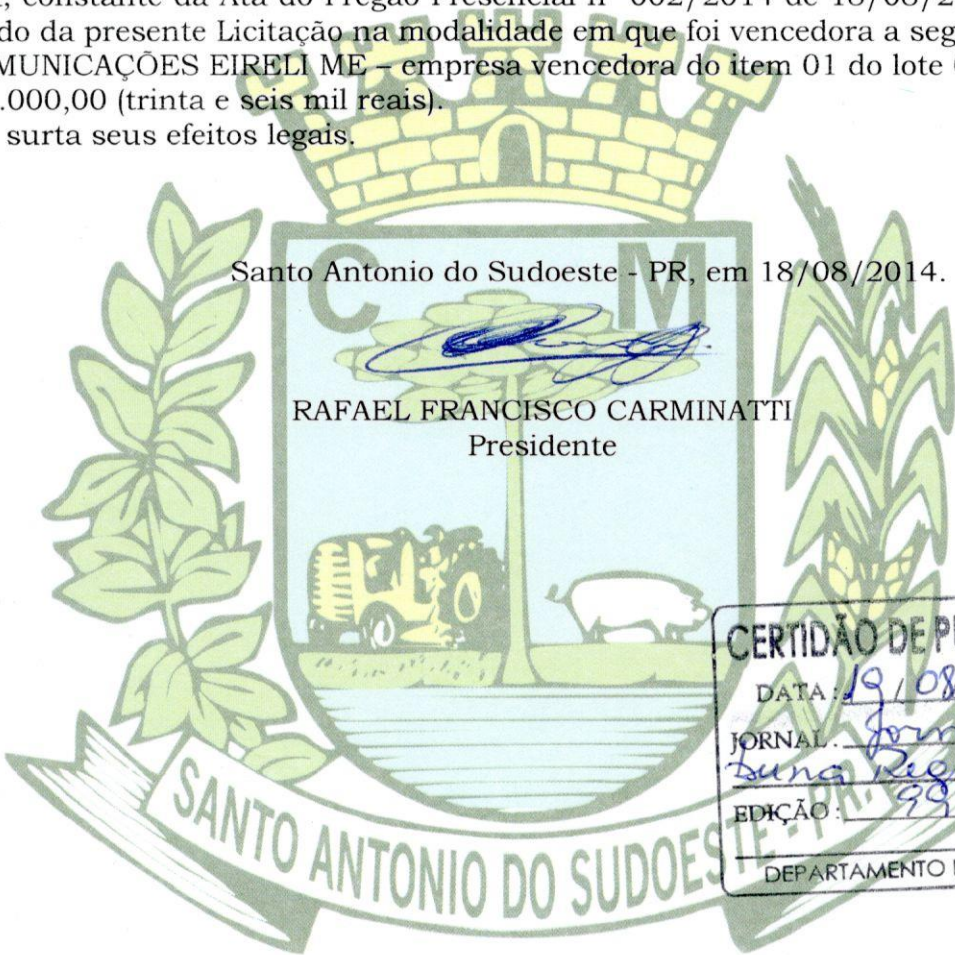 , constante da Ata do Pregão Presencial nº 002/2014 de 18/08/2
do da presente Licitação na modalidade em que foi vencedora a seg
MUNICAÇÕES EIRELI ME – empresa vencedora do item 01 do lote
.000,00 (trinta e seis mil reais).
surta seus efeitos legais.
C M
Santo Antonio do Sudoeste - PR, em 18/08/2014.
RAFAEL FRANCISCO CARMINATTI
Presidente
CERTIDÃO DE P
DATA: 19 / 08
JORNAL.
EDIÇÃO: 99
DEPARTAMENTO
SANTO ANTONIO DO SUDOESTE - PR.